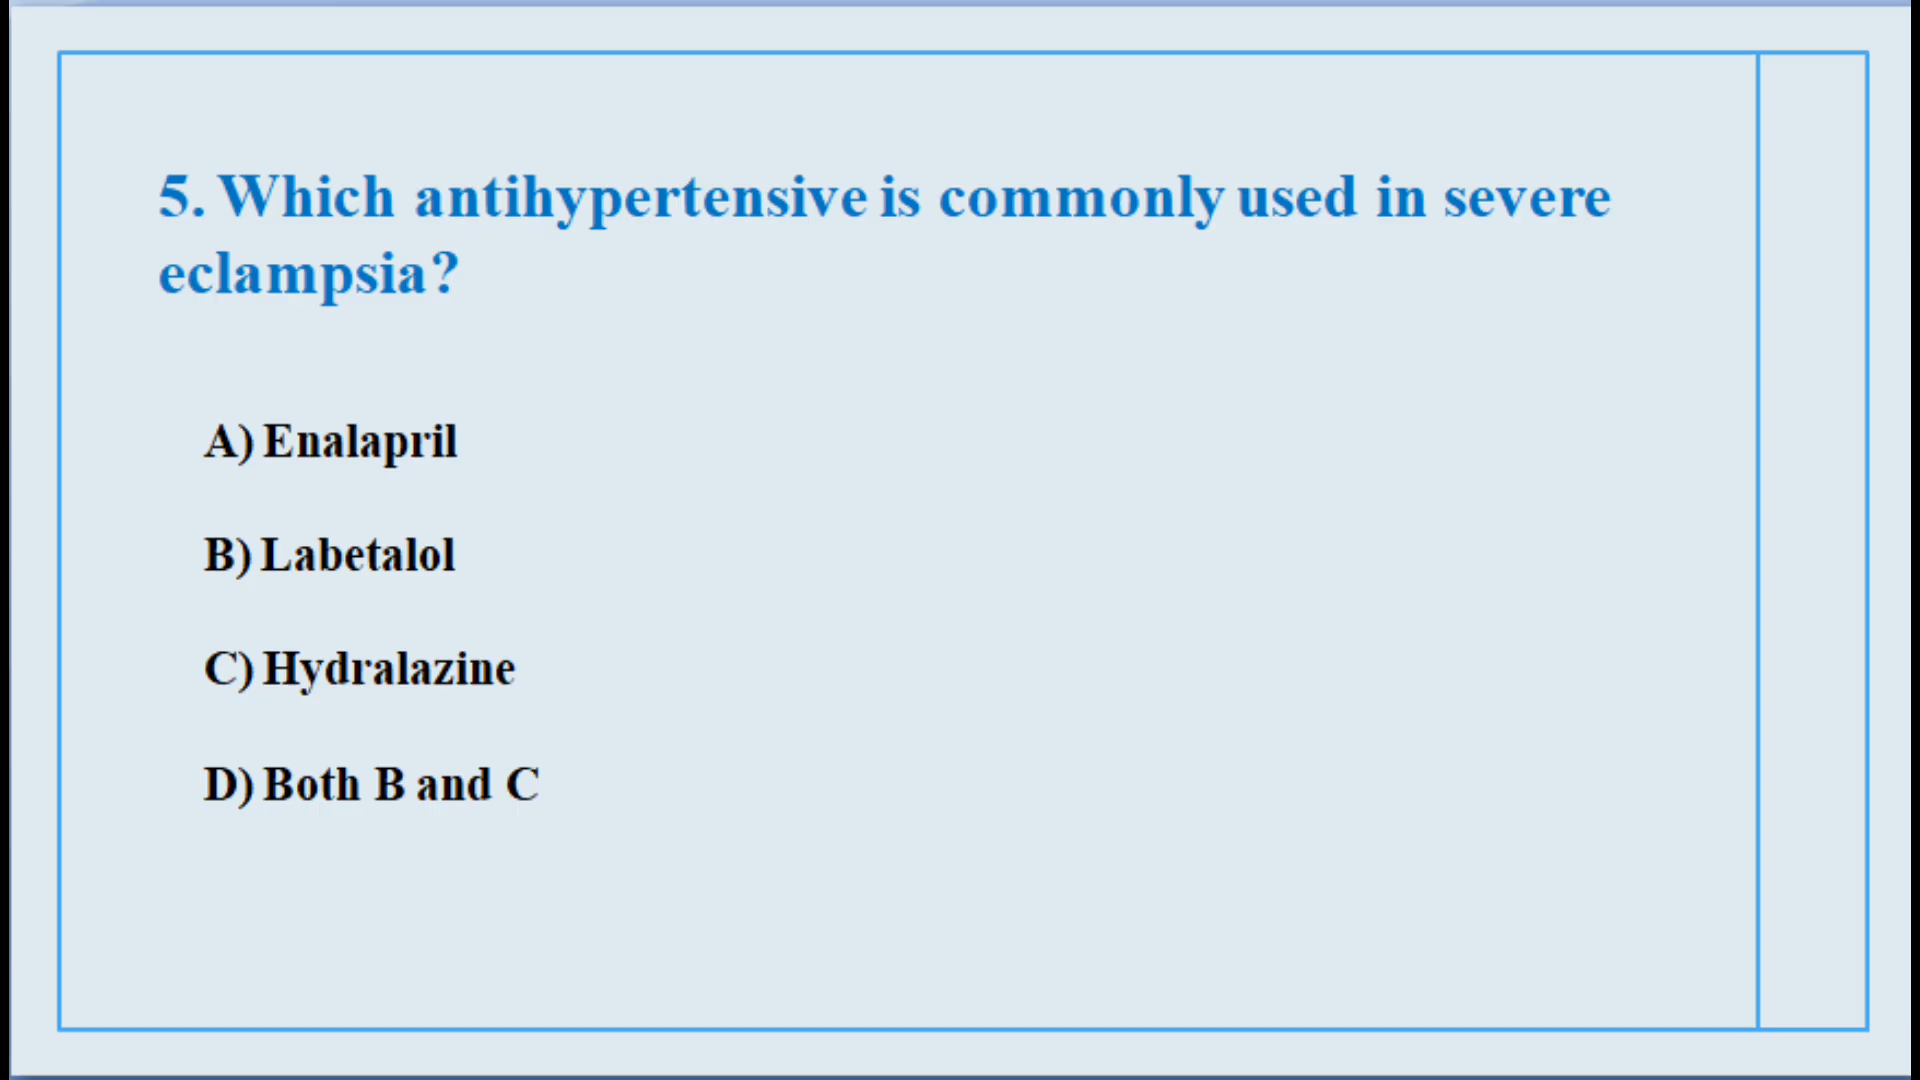 5. Which antihypertensive is commonly used in severe
eclampsia?
A) Enalapril
B) Labetalol
C) Hydralazine
D) Both B and C